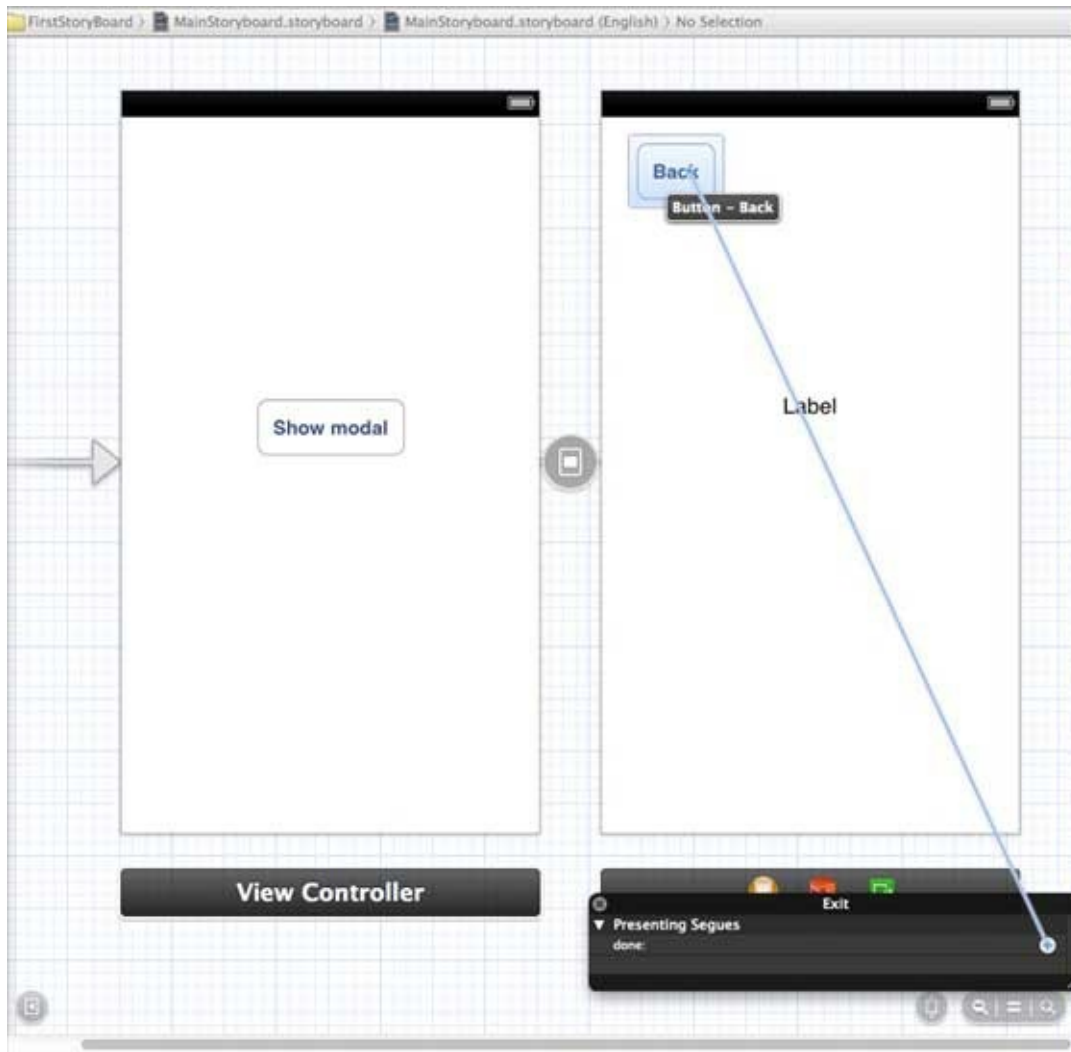 FirstStoryBoard › MainStoryboard.storyboard › MainStoryboard.storyboard (English) › No Selection
Back
Button - Back
Label
Show modal
View Controller
Exit
▼ Presenting Segues
done: